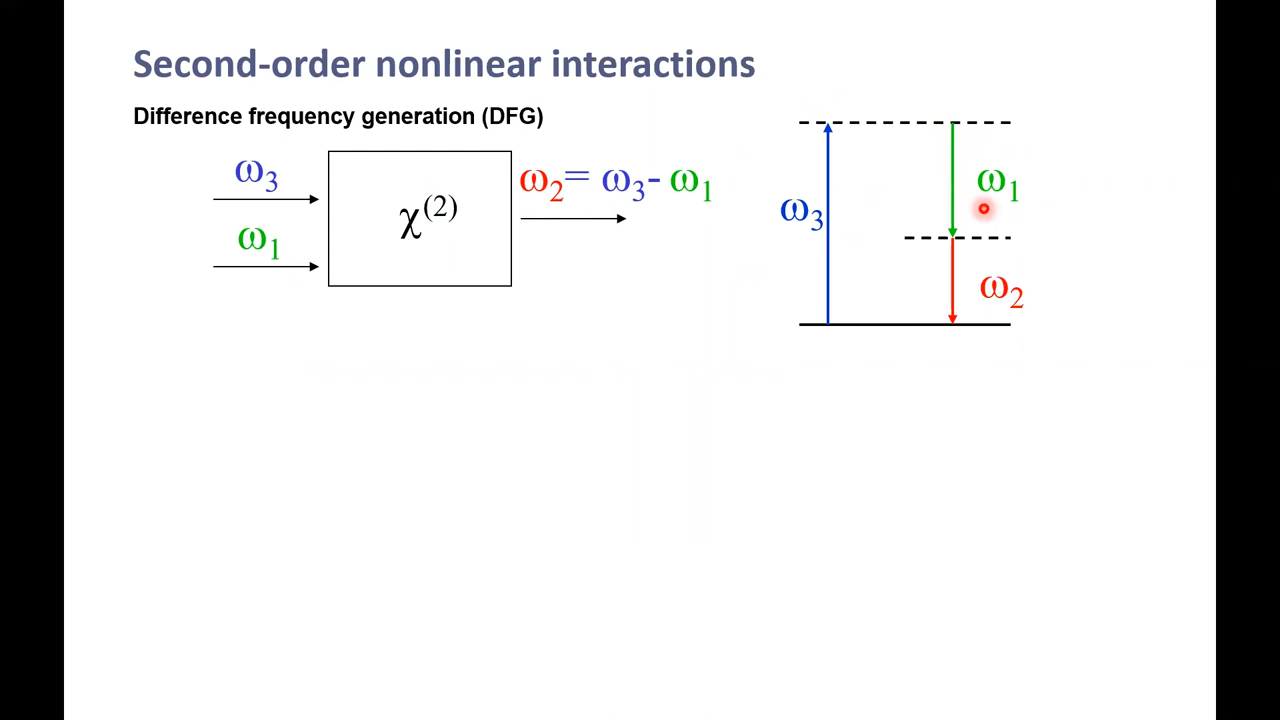 Second-order nonlinear interactions
Difference frequency generation (DFG)
ω₃
ω₁
χ⁽²⁾
ω₂= ω₃- ω₁
ω₃
ω₁
ω₂